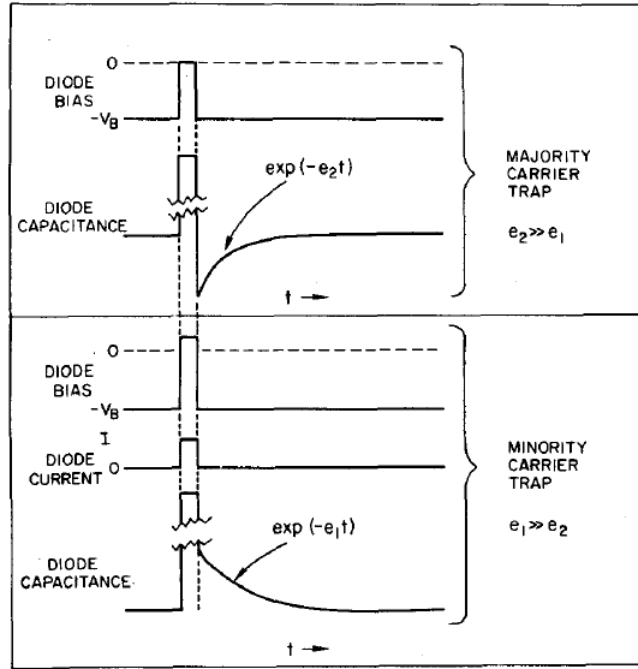 0
DIODE
BIAS
-V_B
exp (-e₂t)
DIODE
CAPACITANCE
t →
MAJORITY
CARRIER
TRAP
e₂ ≫ e₁
0
DIODE
BIAS
-V_B
I
DIODE
CURRENT
0
exp (-e₁t)
DIODE
CAPACITANCE
t →
MINORITY
CARRIER
TRAP
e₁ ≫ e₂